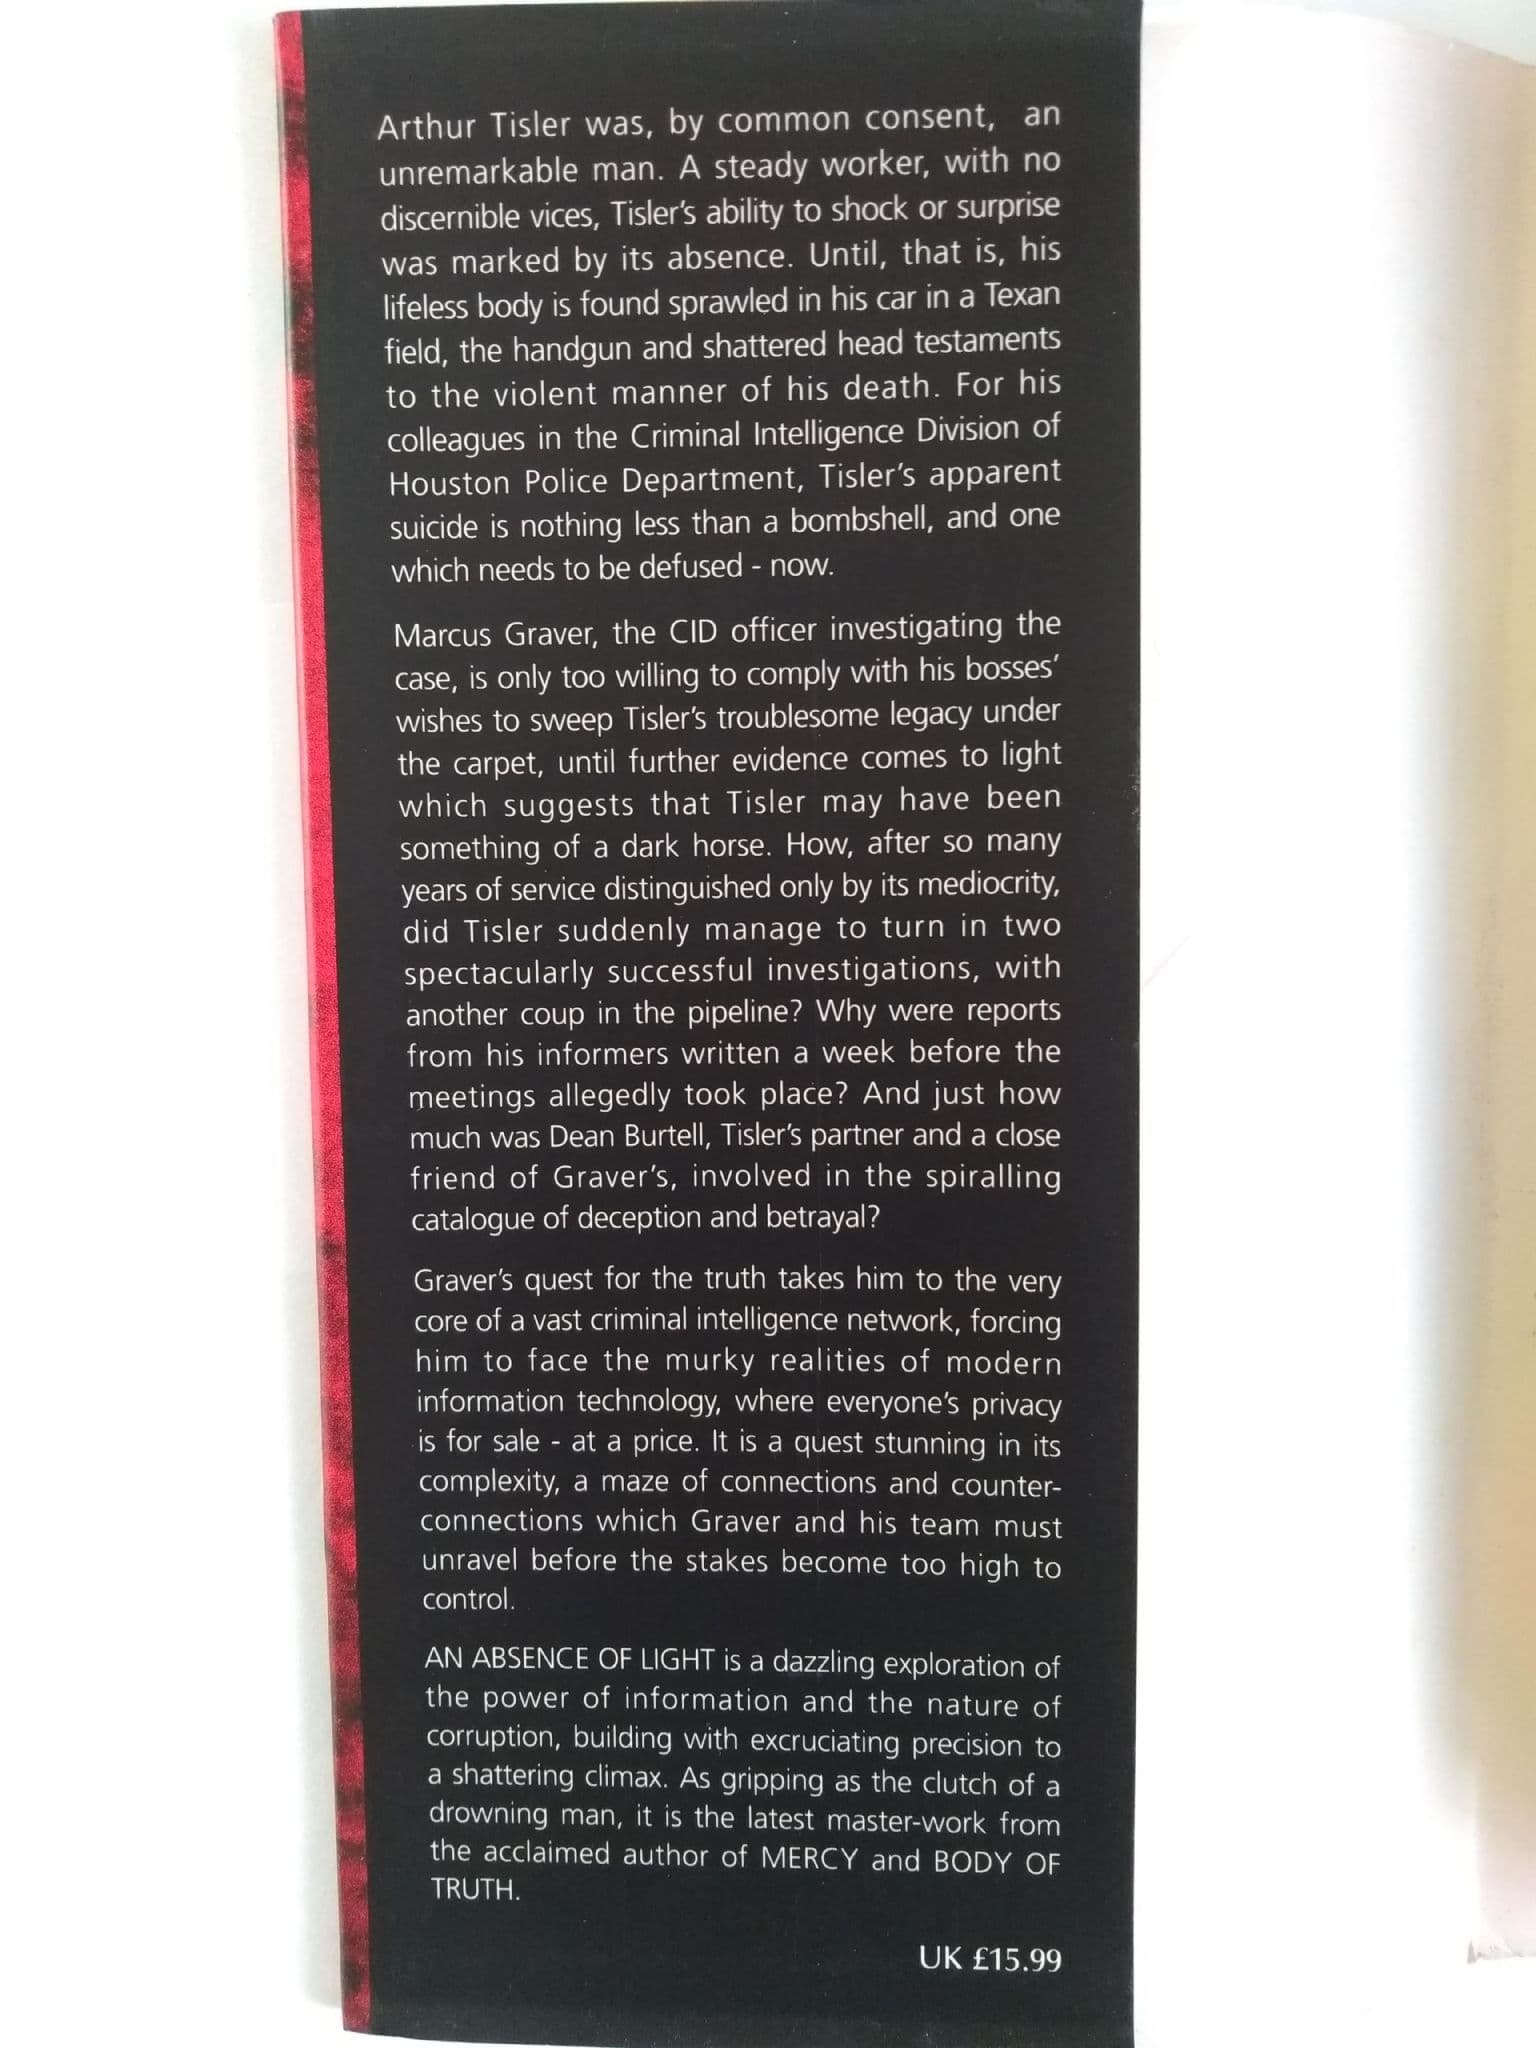 Arthur Tisler was, by common consent, an
unremarkable man. A steady worker, with no
discernible vices, Tisler's ability to shock or surprise
was marked by its absence. Until, that is, his
lifeless body is found sprawled in his car in a Texan
field, the handgun and shattered head testaments
to the violent manner of his death. For his
colleagues in the Criminal Intelligence Division of
Houston Police Department, Tisler's apparent
suicide is nothing less than a bombshell, and one
which needs to be defused - now.
Marcus Graver, the CID officer investigating the
case, is only too willing to comply with his bosses'
wishes to sweep Tisler's troublesome legacy under
the carpet, until further evidence comes to light
which suggests that Tisler may have been
something of a dark horse. How, after so many
years of service distinguished only by its mediocrity,
did Tisler suddenly manage to turn in two
spectacularly successful investigations, with
another coup in the pipeline? Why were reports
from his informers written a week before the
meetings allegedly took place? And just how
much was Dean Burtell, Tisler's partner and a close
friend of Graver's, involved in the spiralling
catalogue of deception and betrayal?
Graver's quest for the truth takes him to the very
core of a vast criminal intelligence network, forcing
him to face the murky realities of modern
information technology, where everyone's privacy
is for sale - at a price. It is a quest stunning in its
complexity, a maze of connections and counter-
connections which Graver and his team must
unravel before the stakes become too high to
control.
AN ABSENCE OF LIGHT is a dazzling exploration of
the power of information and the nature of
corruption, building with excruciating precision to
a shattering climax. As gripping as the clutch of a
drowning man, it is the latest master-work from
the acclaimed author of MERCY and BODY OF
TRUTH.
UK £15.99